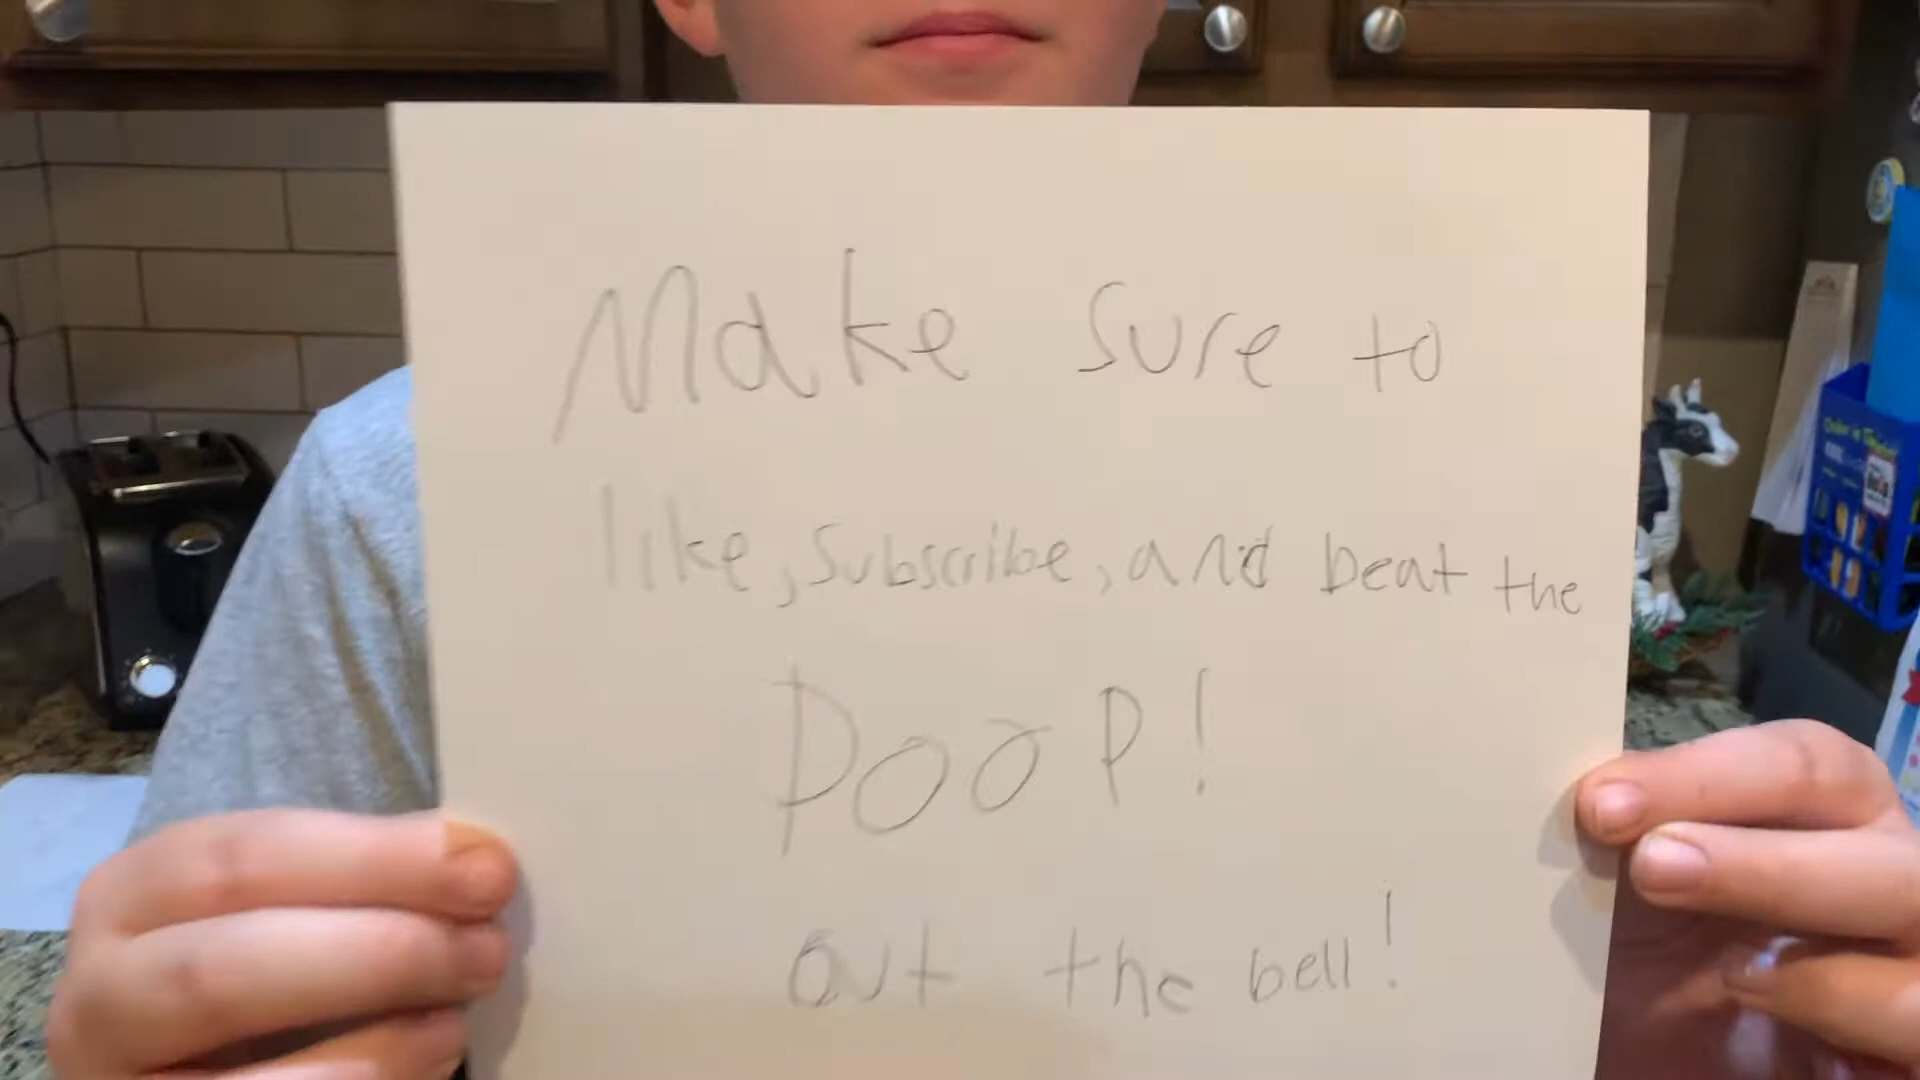 Make sure to
like, subscribe, and beat the
POOP!
out the bell!